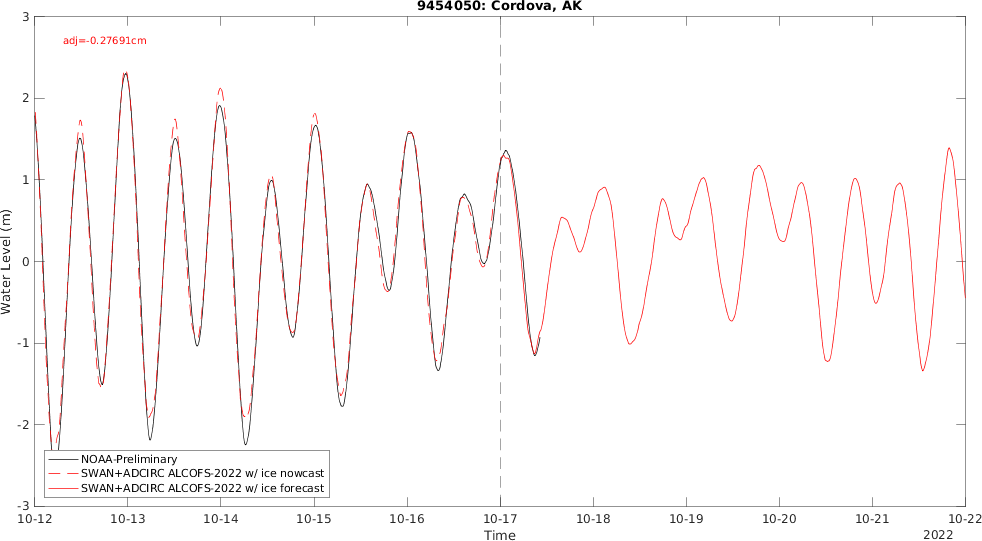 9454050: Cordova, AK
adj=-0.27691cm
3
2
1
0
-1
-2
-3
Water Level (m)
NOAA-Preliminary
SWAN+ADCIRC ALCOFS-2022 w/ ice nowcast
SWAN+ADCIRC ALCOFS-2022 w/ ice forecast
10-12 10-13 10-14 10-15 10-16 10-17 10-18 10-19 10-20 10-21 10-22
Time
2022